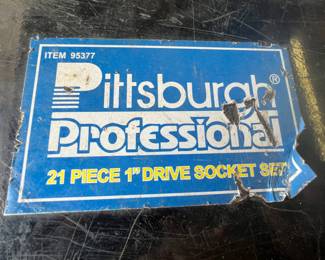 ITEM 95377
Pittsburgh®
Professional
21 PIECE 1" DRIVE SOCKET SET